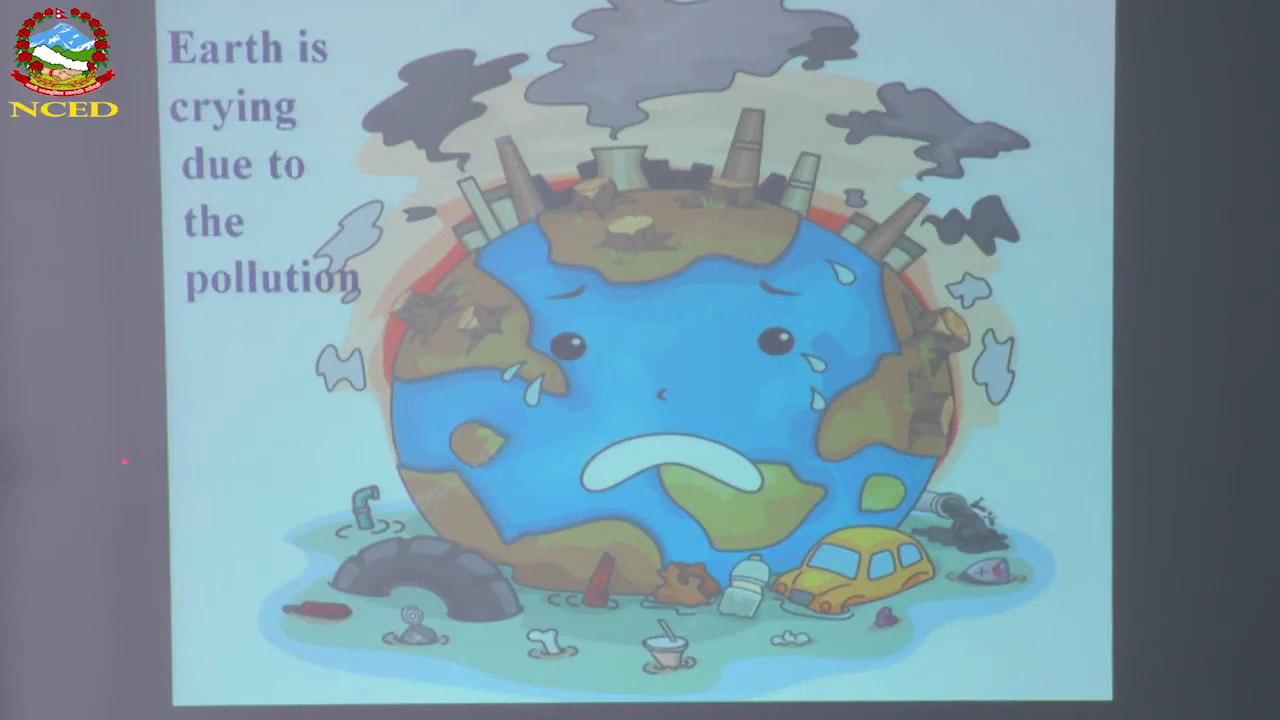 NCED
Earth is
crying
due to
the
pollution